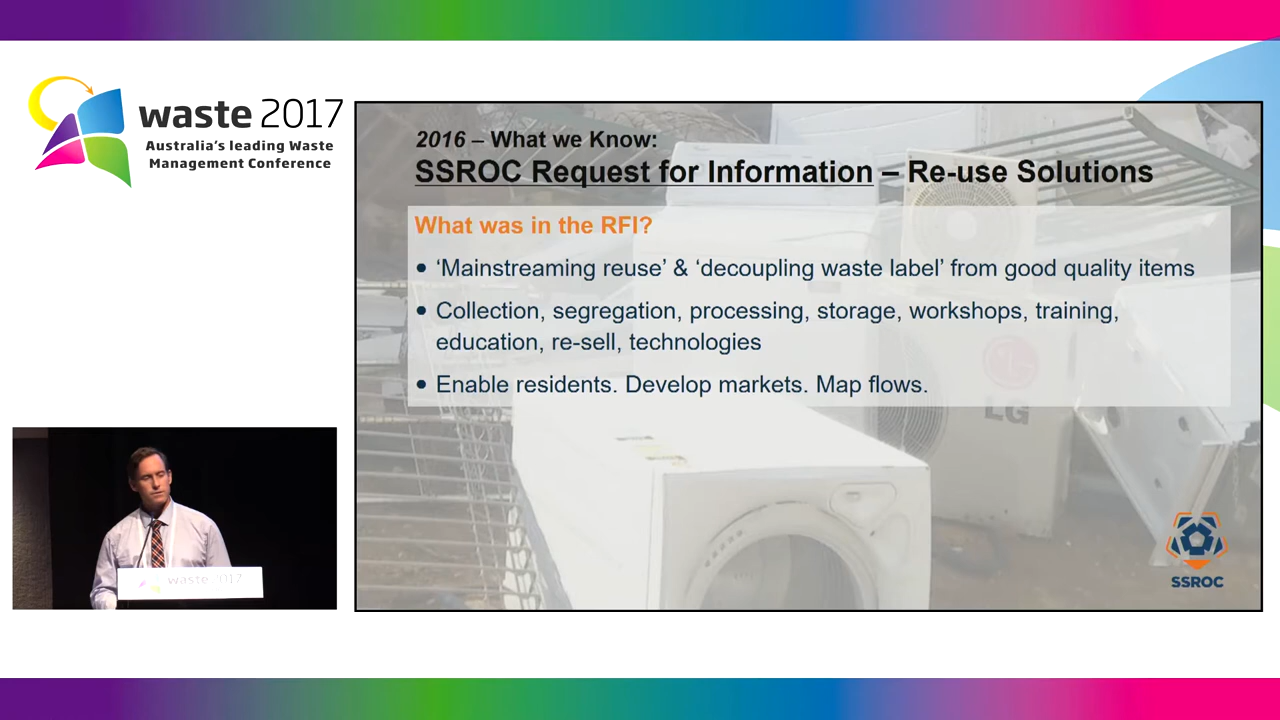 waste 2017
Australia's leading Waste
Management Conference
2016 – What we Know:
SSROC Request for Information – Re-use Solutions
What was in the RFI?
• ‘Mainstreaming reuse’ & ‘decoupling waste label’ from good quality items
• Collection, segregation, processing, storage, workshops, training,
education, re-sell, technologies
• Enable residents. Develop markets. Map flows.
LG
SSROC
waste 2017